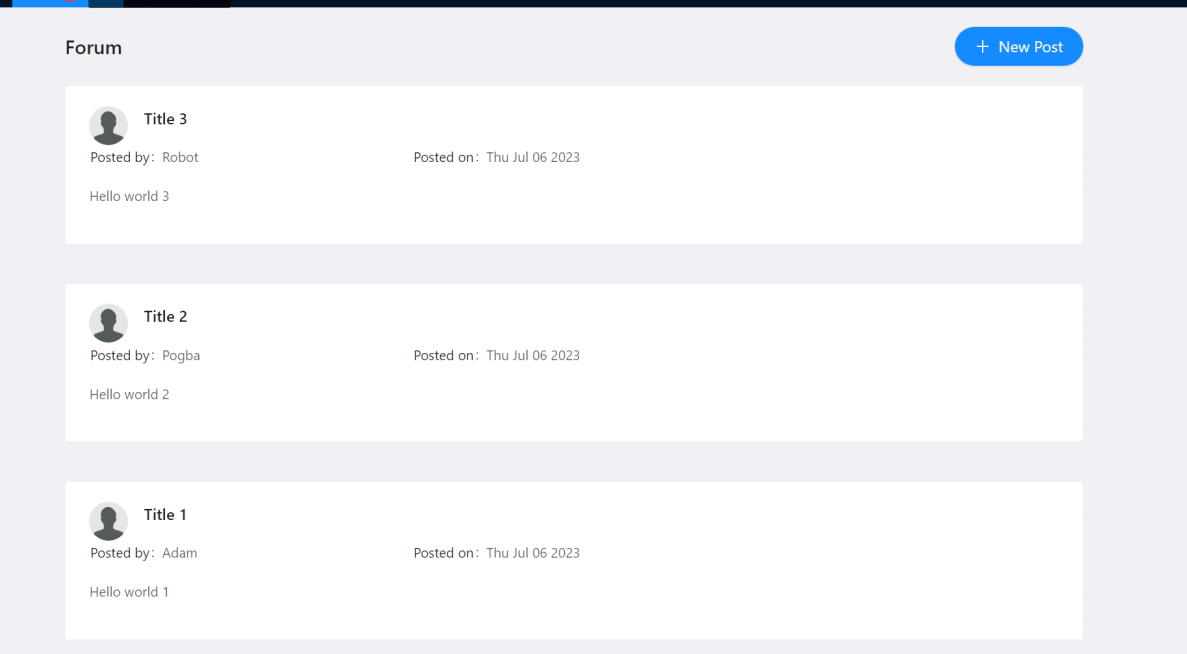 Forum
+ New Post
Title 3
Posted by: Robot Posted on: Thu Jul 06 2023
Hello world 3
Title 2
Posted by: Pogba Posted on: Thu Jul 06 2023
Hello world 2
Title 1
Posted by: Adam Posted on: Thu Jul 06 2023
Hello world 1